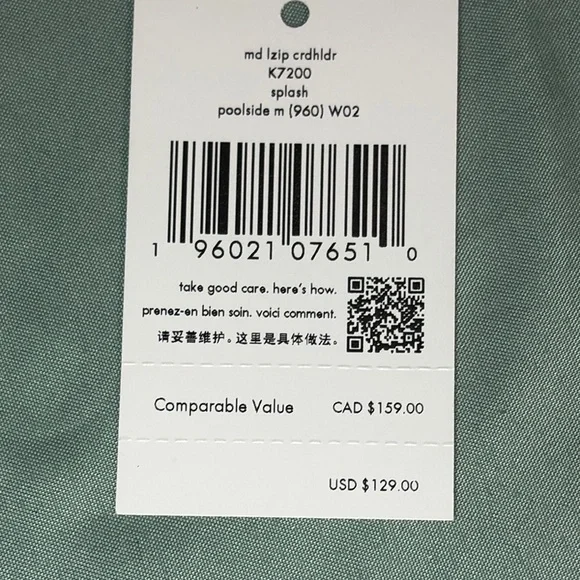 md lzip crdhldr
K7200
splash
poolside m (960) W02
1 96021 07651 0
take good care. here's how.
prenez-en bien soin. voici comment.
请妥善维护。这里是具体做法。
Comparable Value CAD $159.00
USD $129.00